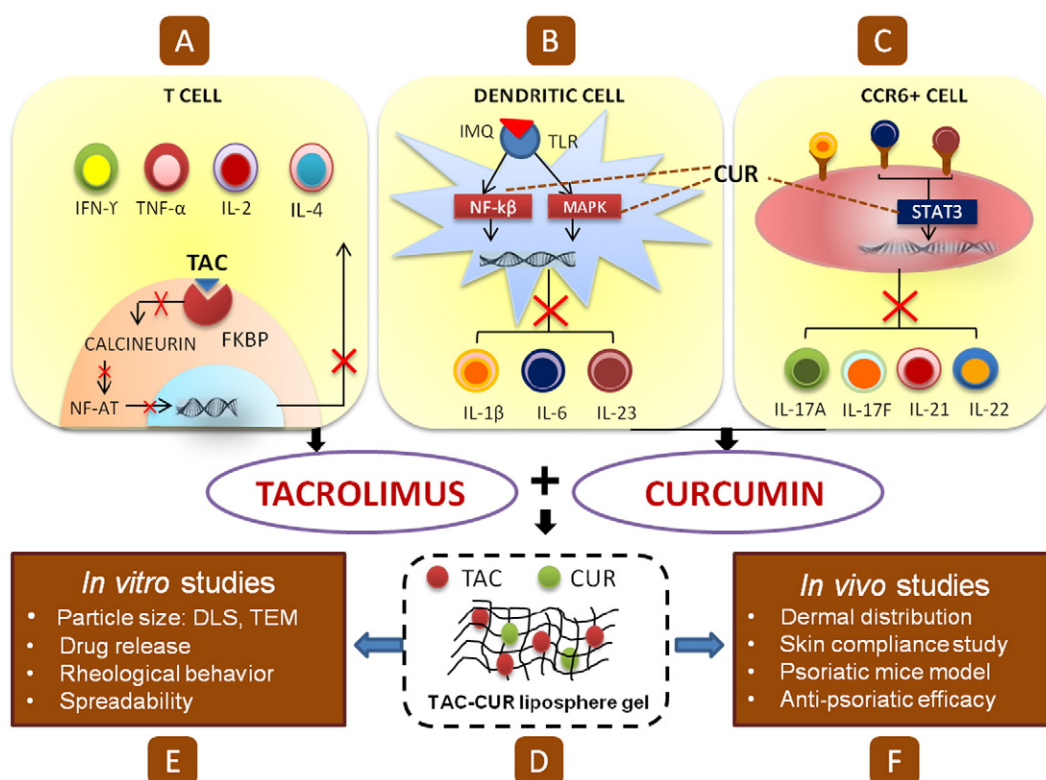 A
B
C
T CELL
IFN-Y
TNF-α
IL-2
IL-4
TAC
FKBP
CALCINEURIN
NF-AT
DENDRITIC CELL
IMQ
TLR
NF-kβ
MAPK
IL-1β
IL-6
IL-23
CUR
CCR6+ CELL
STAT3
IL-17A
IL-17F
IL-21
IL-22
TACROLIMUS
+
CURCUMIN
In vitro studies
• Particle size: DLS, TEM
• Drug release
• Rheological behavior
• Spreadability
TAC
CUR
TAC-CUR liposphere gel
In vivo studies
• Dermal distribution
• Skin compliance study
• Psoriatic mice model
• Anti-psoriatic efficacy
E
D
F